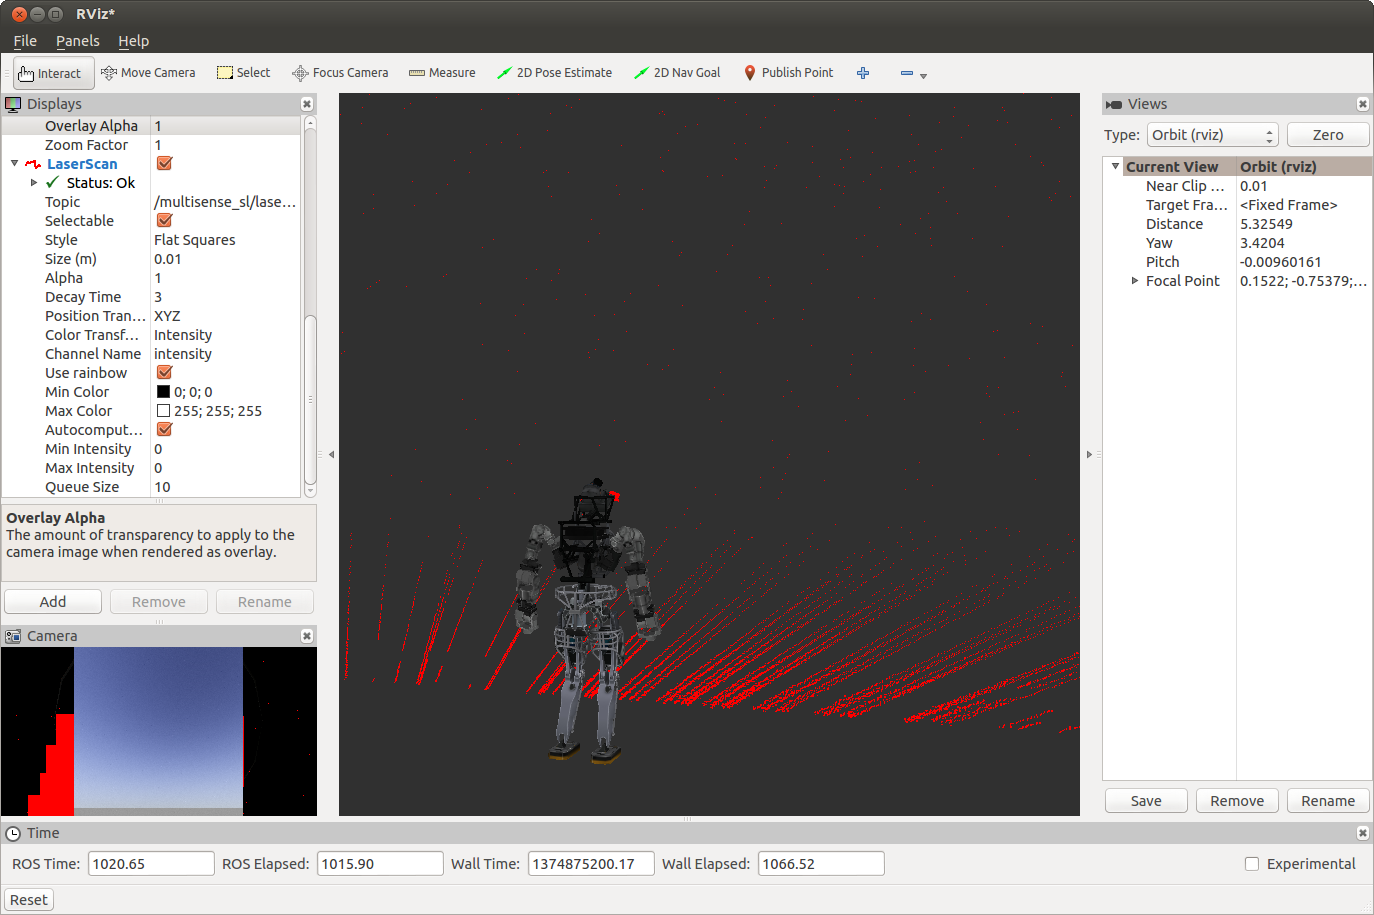 RViz*
File Panels Help
Interact Move Camera Select Focus Camera Measure 2D Pose Estimate 2D Nav Goal Publish Point
Displays
Overlay Alpha 1
Zoom Factor 1
LaserScan
Status: Ok
Topic /multisense_sl/lase...
Selectable
Style Flat Squares
Size (m) 0.01
Alpha 1
Decay Time 3
Position Tran... XYZ
Color Transf... Intensity
Channel Name intensity
Use rainbow
Min Color 0; 0; 0
Max Color 255; 255; 255
Autocomput...
Min Intensity 0
Max Intensity 0
Queue Size 10
Overlay Alpha
The amount of transparency to apply to the
camera image when rendered as overlay.
Add Remove Rename
Camera
Views
Type: Orbit (rviz) Zero
Current View Orbit (rviz)
Near Clip ... 0.01
Target Fra... <Fixed Frame>
Distance 5.32549
Yaw 3.4204
Pitch -0.00960161
Focal Point 0.1522; -0.75379;...
Save Remove Rename
Time
ROS Time: 1020.65 ROS Elapsed: 1015.90 Wall Time: 1374875200.17 Wall Elapsed: 1066.52 Experimental
Reset